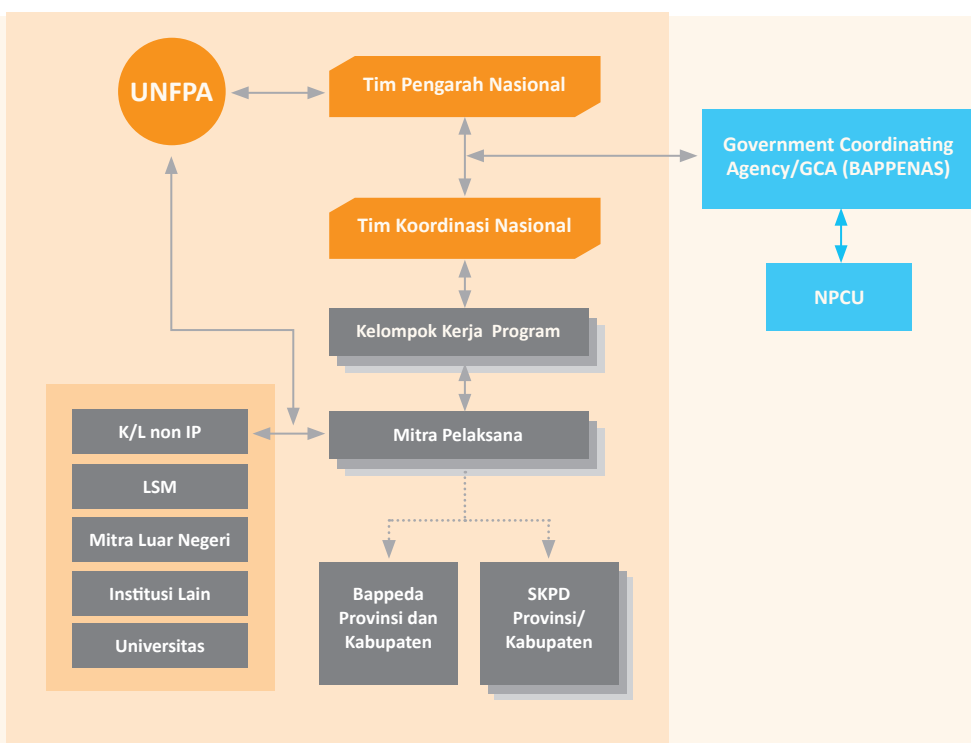 UNFPA
Tim Pengarah Nasional
Government Coordinating
Agency/GCA (BAPPENAS)
Tim Koordinasi Nasional
NPCU
Kelompok Kerja Program
Mitra Pelaksana
K/L non IP
LSM
Mitra Luar Negeri
Institusi Lain
Universitas
Bappeda
Provinsi dan
Kabupaten
SKPD
Provinsi/
Kabupaten